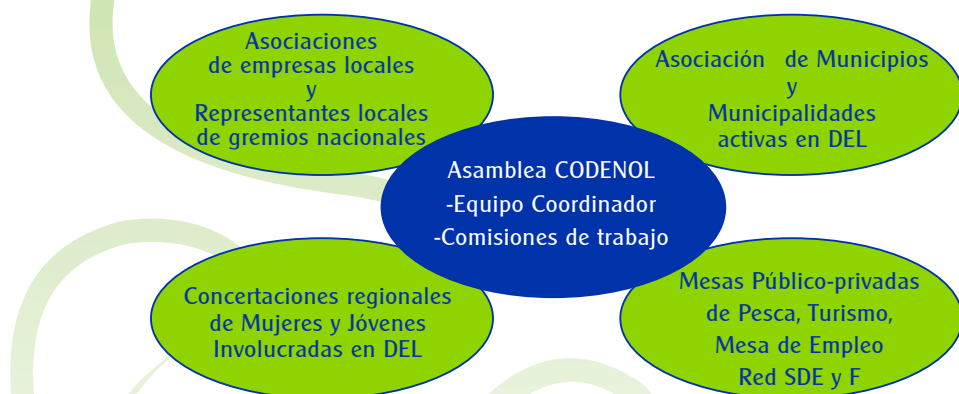 Asociaciones
de empresas locales
y
Representantes locales
de gremios nacionales
Asociación de Municipios
y
Municipalidades
activas en DEL
Asamblea CODENOL
-Equipo Coordinador
-Comisiones de trabajo
Concertaciones regionales
de Mujeres y Jóvenes
Involucradas en DEL
Mesas Público-privadas
de Pesca, Turismo,
Mesa de Empleo
Red SDE y F